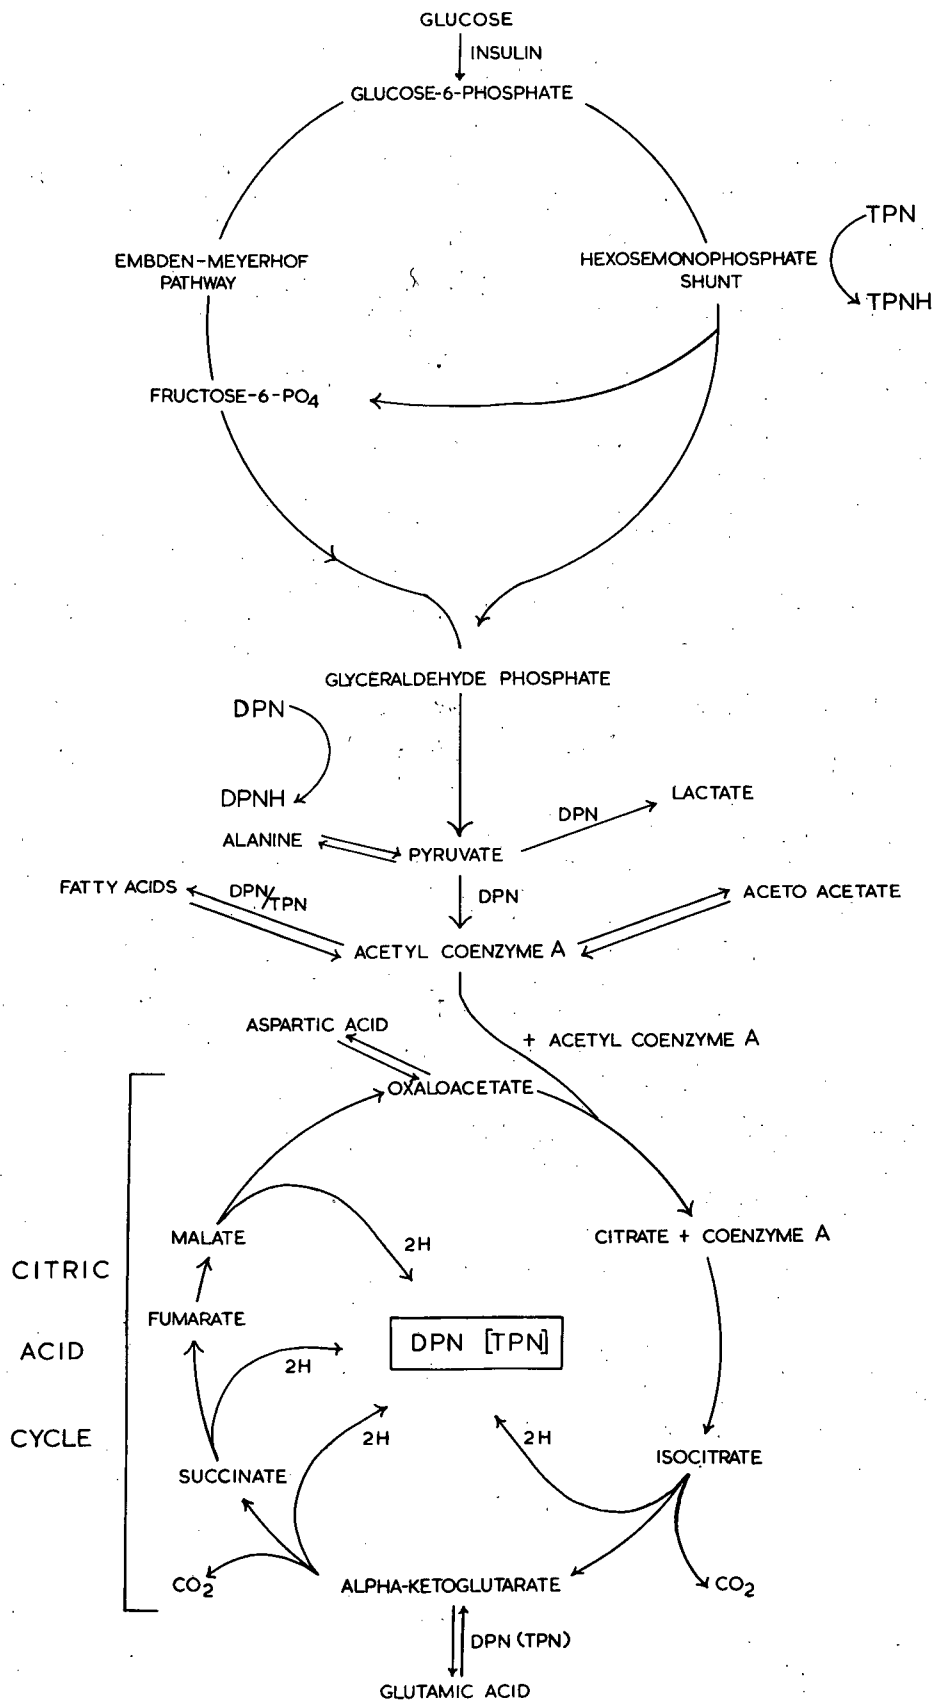 GLUCOSE
INSULIN
GLUCOSE-6-PHOSPHATE
TPN
EMBDEN-MEYERHOF
PATHWAY
HEXOSEMONOPHOSPHATE
SHUNT
TPNH
FRUCTOSE-6-PO4
GLYCERALDEHYDE PHOSPHATE
DPN
DPNH
LACTATE
DPN
ALANINE
PYRUVATE
FATTY ACIDS
DPN/TPN
DPN
ACETO ACETATE
ACETYL COENZYME A
ASPARTIC ACID
+ ACETYL COENZYME A
OXALOACETATE
MALATE
2H
CITRATE + COENZYME A
CITRIC
ACID
CYCLE
FUMARATE
DPN [TPN]
2H
2H
2H
ISOCITRATE
SUCCINATE
CO2
ALPHA-KETOGLUTARATE
CO2
DPN (TPN)
GLUTAMIC ACID